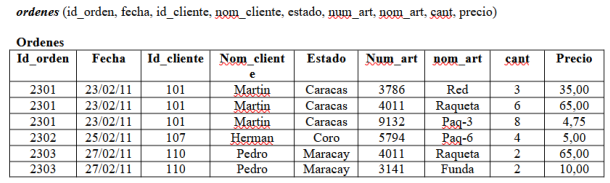 ordenes (id_orden, fecha, id_cliente, nom_cliente, estado, num_art, nom_art, cant, precio)
Ordenes
Id_orden Fecha Id_cliente Nom_cliente Estado Num_art nom_art cant Precio
2301 23/02/11 101 Martin Caracas 3786 Red 3 35,00
2301 23/02/11 101 Martin Caracas 4011 Raqueta 6 65,00
2301 23/02/11 101 Martin Caracas 9132 Paq-3 8 4,75
2302 25/02/11 107 Herman Coro 5794 Paq-6 4 5,00
2303 27/02/11 110 Pedro Maracay 4011 Raqueta 2 65,00
2303 27/02/11 110 Pedro Maracay 3141 Funda 2 10,00